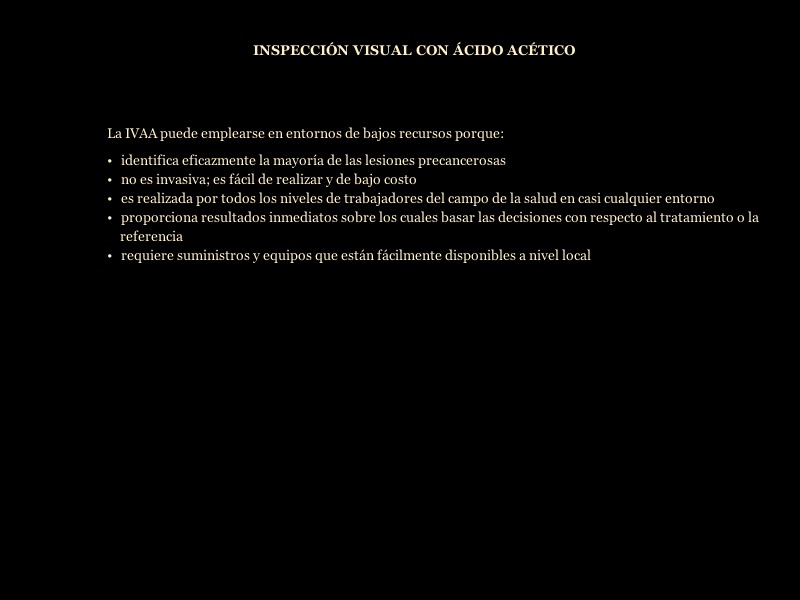 INSPECCIÓN VISUAL CON ÁCIDO ACÉTICO
La IVAA puede emplearse en entornos de bajos recursos porque:
• identifica eficazmente la mayoría de las lesiones precancerosas
• no es invasiva; es fácil de realizar y de bajo costo
• es realizada por todos los niveles de trabajadores del campo de la salud en casi cualquier entorno
• proporciona resultados inmediatos sobre los cuales basar las decisiones con respecto al tratamiento o la
referencia
• requiere suministros y equipos que están fácilmente disponibles a nivel local